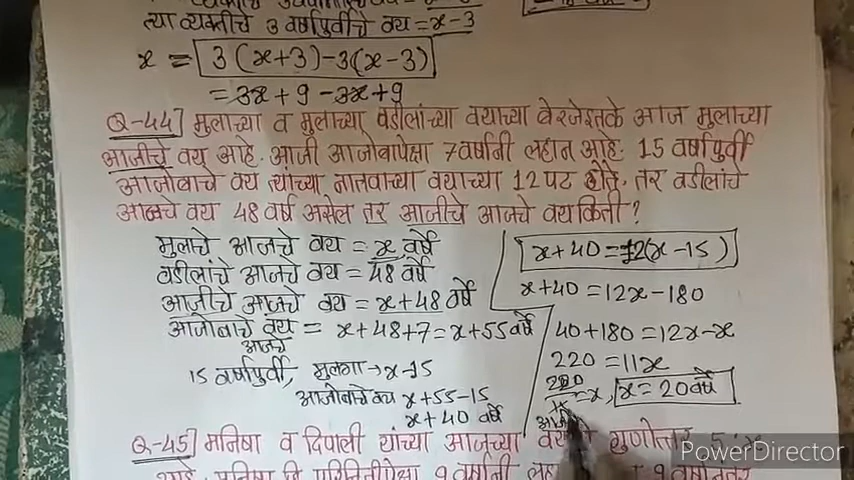 त्या व्यक्तीचे 3 वर्षापुर्वीचे वय = x-3
x = 3(x+3)-3(x-3)
= 3x+9-3x+9
Q-44] मुलाच्या व मुलाच्या वडीलांच्या वयाच्या बेरजेइतके आज मुलाच्या
आजीचे वय आहे. आजी आजोबापेक्षा 7 वर्षानी लहान आहे. 15 वर्षापुर्वी
आजोबाचे वय त्यांच्या नातवाच्या वयाच्या 12 पट होते. तर वडीलांचे
आजचे वय 48 वर्ष असेल तर आजीचे आजचे वय किती?
मुलचे आजचे वय = x वर्षे
वडीलांचे आजचे वय = 48 वर्षे
आजीचे आजचे वय = x+48 वर्षे
आजोबाचे वय = x+48+7 = x+55 वर्षे
आजचे
15 वर्षापुर्वी, मुलगा → x-15
आजोबाचे वय x+55-15
x+40 वर्षे
x+40 = 12(x-15)
x+40 = 12x-180
40+180 = 12x-x
220 = 11x
220 = x, x = 20 वर्षे
Q-45] मनिषा व दिपाली यांच्या आजच्या गुणोत्तर 5:
PowerDirector